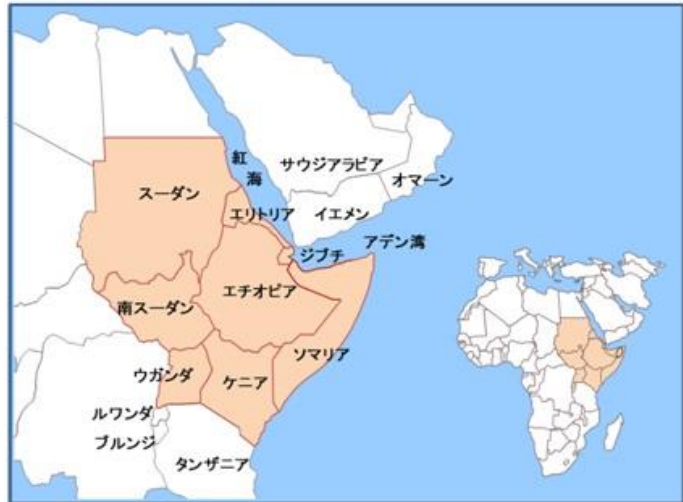 紅
海
サウジアラビア
オマーン
スーダン
エリトリア
イエメン
ジブチ
アデン湾
エチオピア
南スーダン
ソマリア
ウガンダ
ケニア
ルワンダ
ブルンジ
タンザニア